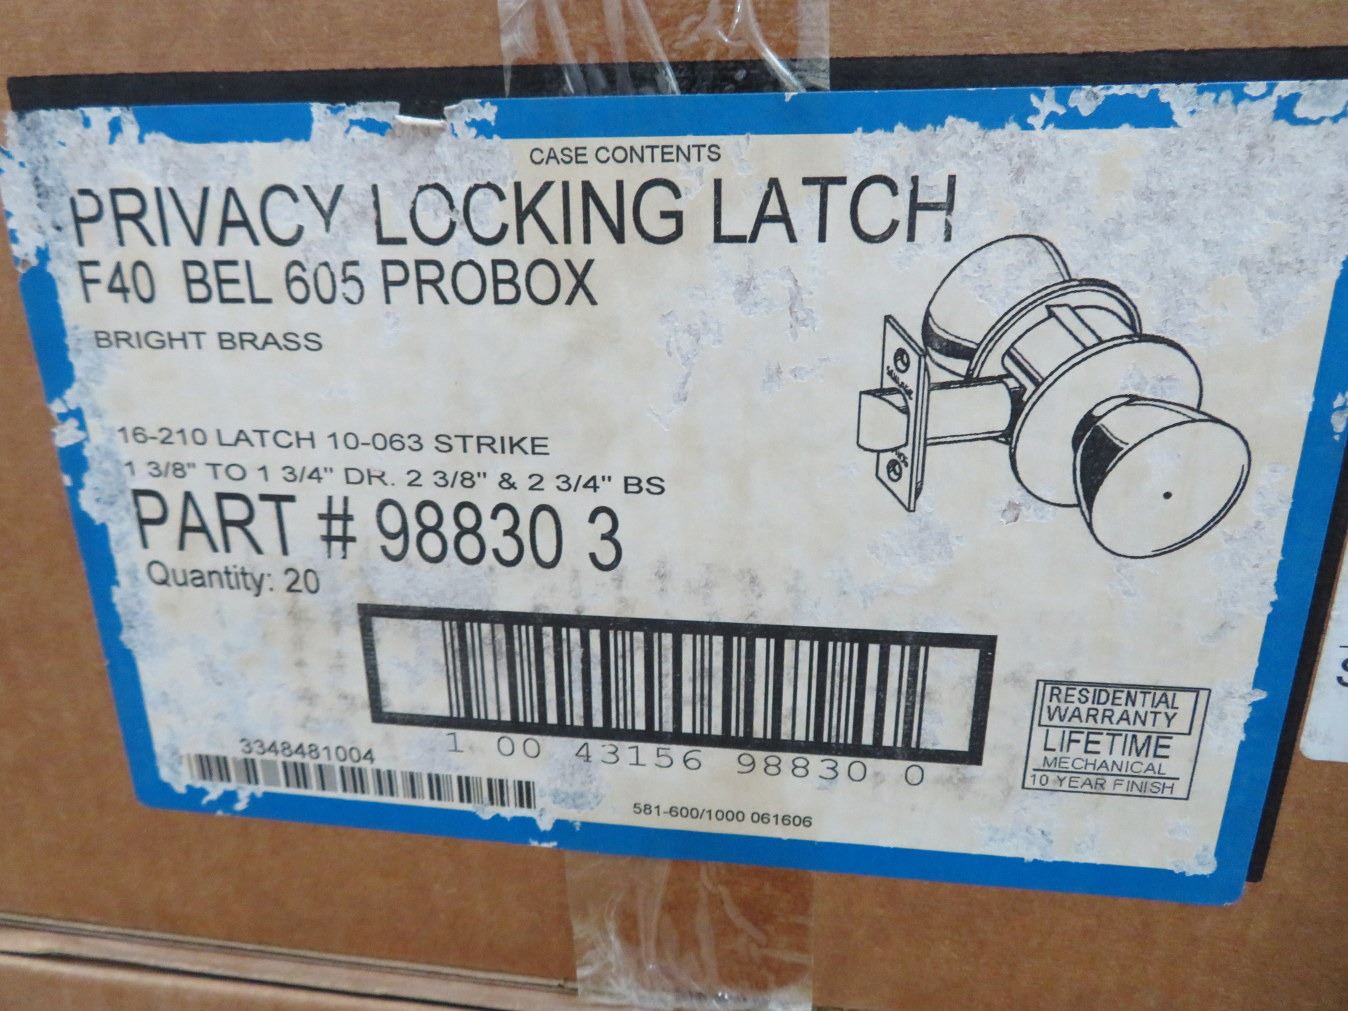 CASE CONTENTS
PRIVACY LOCKING LATCH
F40 BEL 605 PROBOX
BRIGHT BRASS
16-210 LATCH 10-063 STRIKE
1 3/8" TO 1 3/4" DR. 2 3/8" & 2 3/4" BS
PART # 98830 3
Quantity: 20
1 00 43156 98830 0
3348481004
581-600/1000 061606
RESIDENTIAL
WARRANTY
LIFETIME
MECHANICAL
10 YEAR FINISH